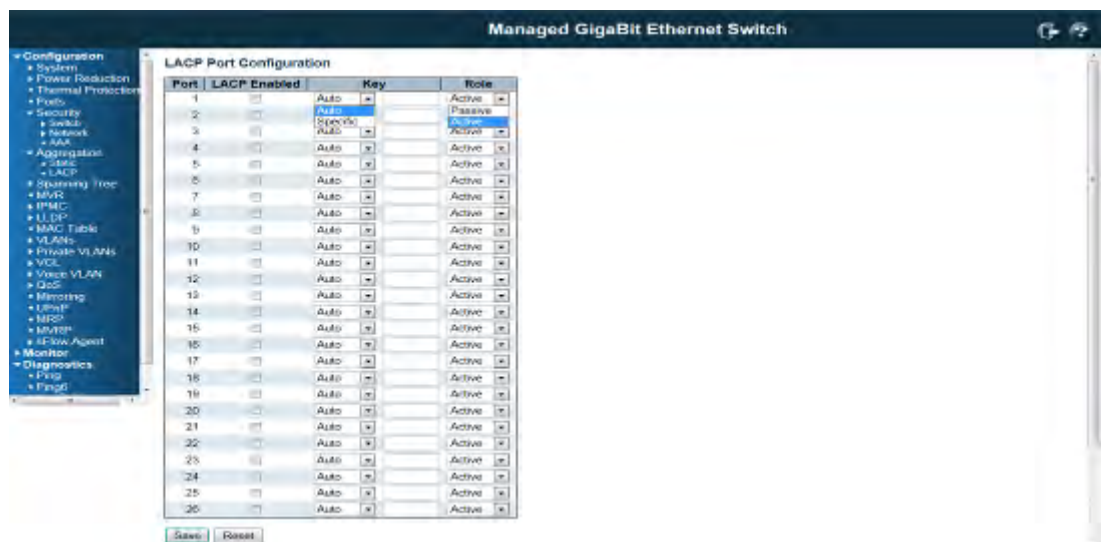 Managed GigaBit Ethernet Switch
Configuration
System
Power Reduction
Thermal Protection
Ports
Security
Switch
Network
AAA
Aggregation
Static
LACP
Spanning Tree
MVR
IPMC
LLDP
MAC Table
VLANs
Private VLANs
VCL
Voice VLAN
QoS
Mirroring
UPnP
MRP
MVRP
sFlow Agent
Monitor
Diagnostics
Ping
Ping6
LACP Port Configuration
Port LACP Enabled Key Role
1 Auto Active
Auto Passive
2 Specific Active
3 Auto Active
4 Auto Active
5 Auto Active
6 Auto Active
7 Auto Active
8 Auto Active
9 Auto Active
10 Auto Active
11 Auto Active
12 Auto Active
13 Auto Active
14 Auto Active
15 Auto Active
16 Auto Active
17 Auto Active
18 Auto Active
19 Auto Active
20 Auto Active
21 Auto Active
22 Auto Active
23 Auto Active
24 Auto Active
25 Auto Active
26 Auto Active
Save Reset